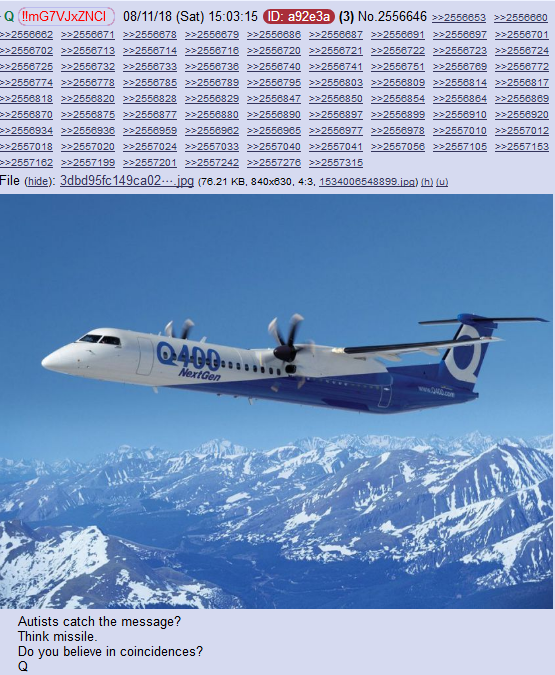 Q !!mG7VJxZNCI 08/11/18 (Sat) 15:03:15 ID: a92e3a (3) No.2556646 >>2556653 >>2556660
>>2556662 >>2556671 >>2556678 >>2556679 >>2556686 >>2556687 >>2556691 >>2556697 >>2556701
>>2556702 >>2556713 >>2556714 >>2556716 >>2556720 >>2556721 >>2556722 >>2556723 >>2556724
>>2556725 >>2556732 >>2556733 >>2556736 >>2556740 >>2556741 >>2556751 >>2556769 >>2556772
>>2556774 >>2556778 >>2556785 >>2556789 >>2556795 >>2556803 >>2556809 >>2556814 >>2556817
>>2556818 >>2556820 >>2556828 >>2556829 >>2556847 >>2556850 >>2556854 >>2556864 >>2556869
>>2556870 >>2556875 >>2556877 >>2556880 >>2556890 >>2556897 >>2556899 >>2556910 >>2556920
>>2556934 >>2556936 >>2556959 >>2556962 >>2556965 >>2556977 >>2556978 >>2557010 >>2557012
>>2557018 >>2557020 >>2557024 >>2557033 >>2557040 >>2557041 >>2557056 >>2557105 >>2557153
>>2557162 >>2557199 >>2557201 >>2557242 >>2557276 >>2557315
File (hide): 3dbd95fc149ca02⋯.jpg (76.21 KB, 840x630, 4:3, 1534006548899.jpg) (h) (u)
Q400
NextGen
www.Q400.com
Q
Autists catch the message?
Think missile.
Do you believe in coincidences?
Q